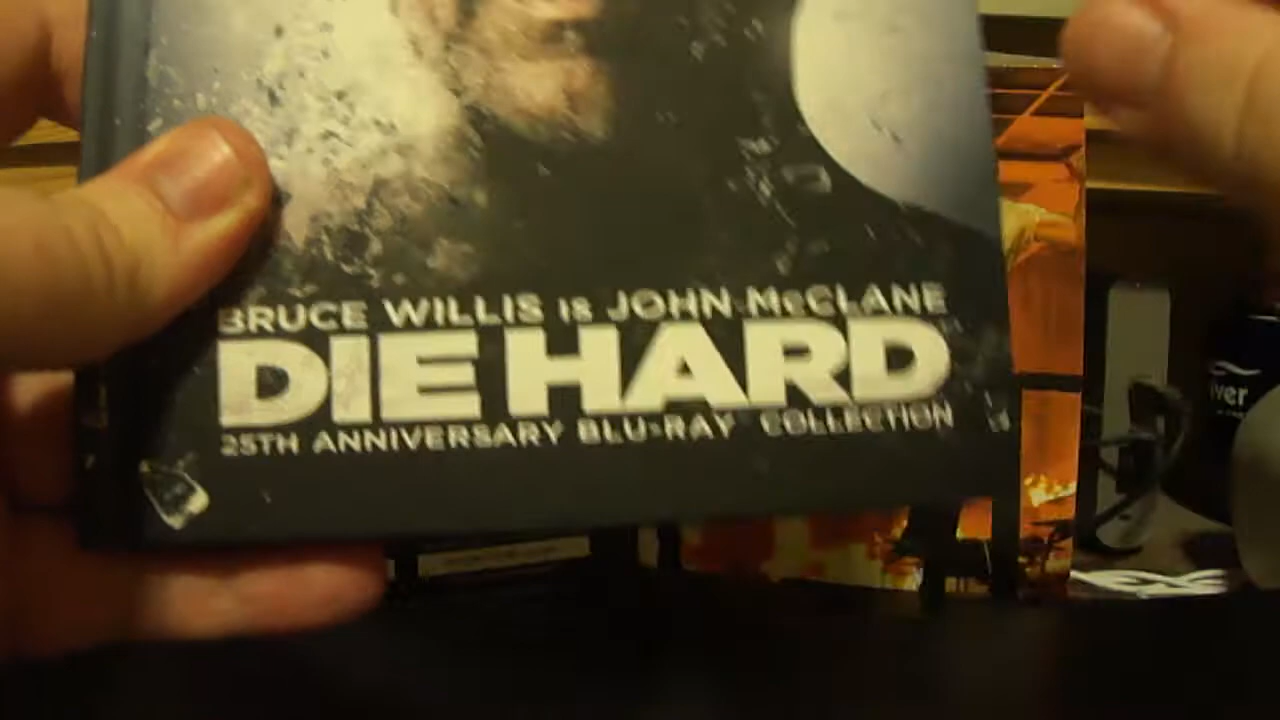 BRUCE WILLIS IS JOHN McCLANE
DIE HARD
25TH ANNIVERSARY BLU-RAY COLLECTION